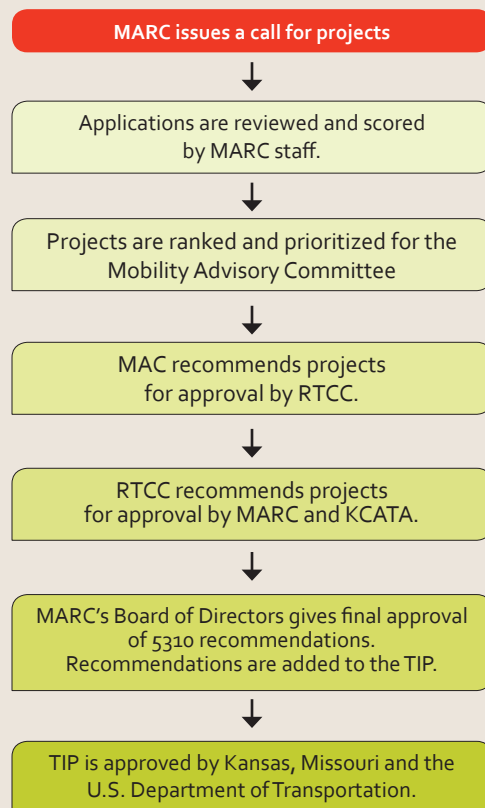 MARC issues a call for projects
Applications are reviewed and scored
by MARC staff.
Projects are ranked and prioritized for the
Mobility Advisory Committee
MAC recommends projects
for approval by RTCC.
RTCC recommends projects
for approval by MARC and KCATA.
MARC’s Board of Directors gives final approval
of 5310 recommendations.
Recommendations are added to the TIP.
TIP is approved by Kansas, Missouri and the
U.S. Department of Transportation.